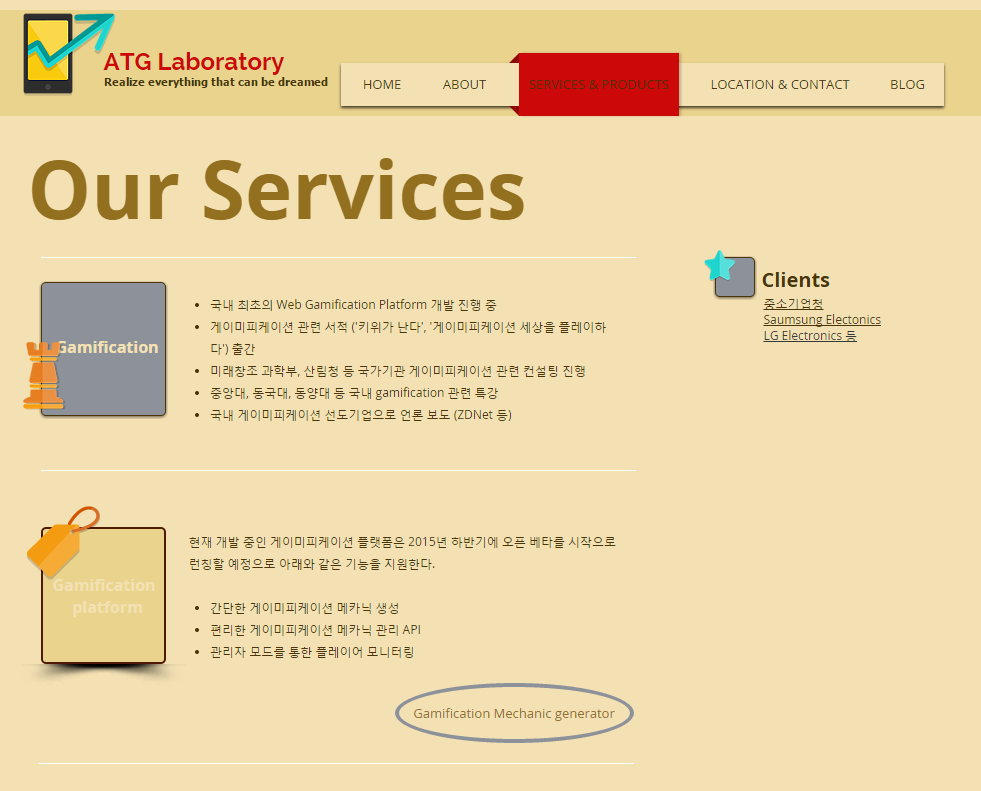 ATG Laboratory
Realize everything that can be dreamed
HOME
ABOUT
SERVICES & PRODUCTS
LOCATION & CONTACT
BLOG
Our Services
Gamification
• 국내 최초의 Web Gamification Platform 개발 진행 중
• 게이미피케이션 관련 서적 ('키위가 난다', '게이미피케이션 세상을 플레이하
다') 출간
• 미래창조 과학부, 산림청 등 국가기관 게이미피케이션 관련 컨설팅 진행
• 중앙대, 동국대, 동양대 등 국내 gamification 관련 특강
• 국내 게이미피케이션 선도기업으로 언론 보도 (ZDNet 등)
Clients
중소기업청
Saumsung Electonics
LG Electronics 등
Gamification
platform
현재 개발 중인 게이미피케이션 플랫폼은 2015년 하반기에 오픈 베타를 시작으로
런칭할 예정으로 아래와 같은 기능을 지원한다.
• 간단한 게이미피케이션 메카닉 생성
• 편리한 게이미피케이션 메카닉 관리 API
• 관리자 모드를 통한 플레이어 모니터링
Gamification Mechanic generator